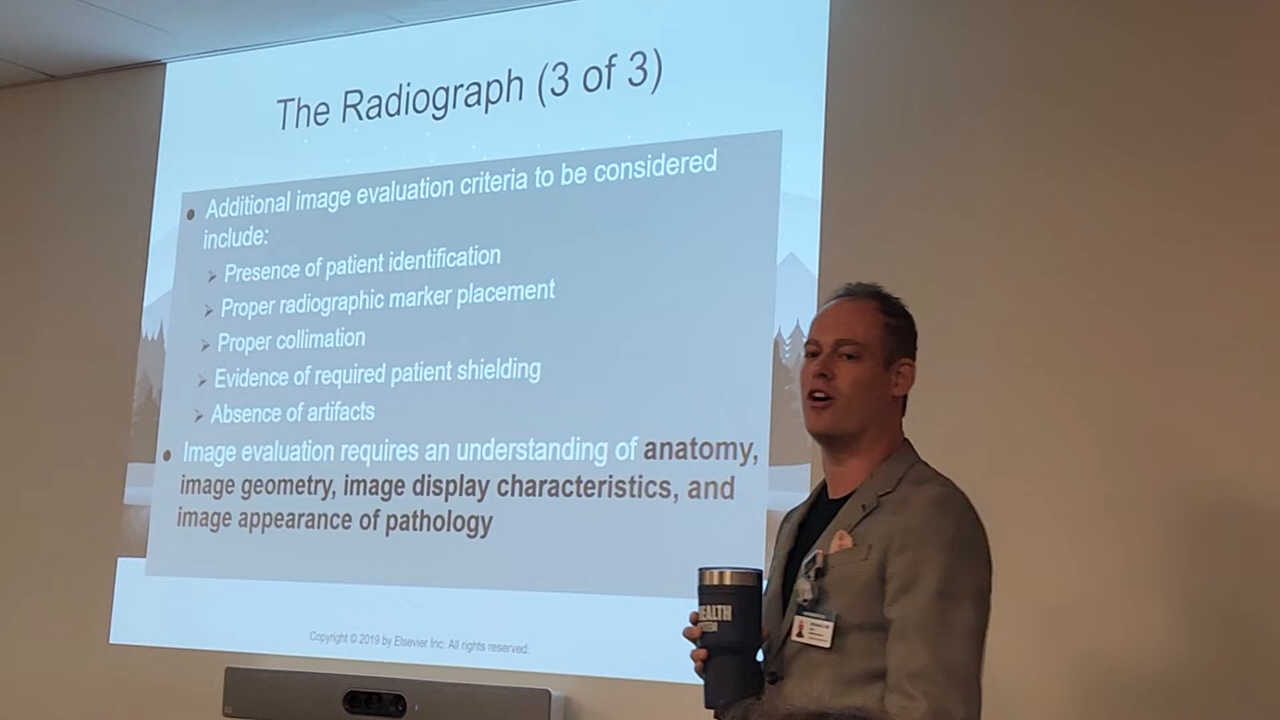 The Radiograph (3 of 3)
• Additional image evaluation criteria to be considered
include:
➢ Presence of patient identification
➢ Proper radiographic marker placement
➢ Proper collimation
➢ Evidence of required patient shielding
➢ Absence of artifacts
• Image evaluation requires an understanding of anatomy,
image geometry, image display characteristics, and
image appearance of pathology
Copyright © 2019 by Elsevier Inc. All rights reserved.
EALTH